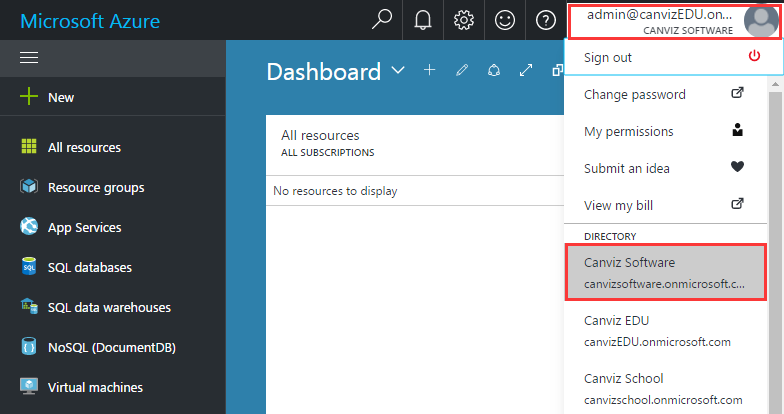 Microsoft Azure
admin@canvizEDU.on...
CANVIZ SOFTWARE
New
All resources
Resource groups
App Services
SQL
SQL databases
SQL data warehouses
NoSQL (DocumentDB)
Virtual machines
Dashboard
All resources
ALL SUBSCRIPTIONS
No resources to display
Sign out
Change password
My permissions
Submit an idea
View my bill
DIRECTORY
Canviz Software
canvizsoftware.onmicrosoft.c...
Canviz EDU
canvizEDU.onmicrosoft.com
Canviz School
canvizschool.onmicrosoft.com